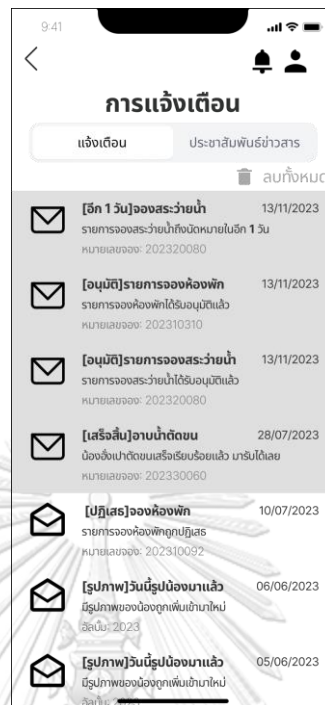 9:41
การแจ้งเตือน
แจ้งเตือน
ประชาสัมพันธ์ข่าวสาร
ลบทั้งหมด
[อีก 1 วัน]จองสระว่ายน้ำ 13/11/2023
รายการจองสระว่ายน้ำถึงนัดหมายในอีก 1 วัน
หมายเลขจอง: 202320080
[อนุมัติ]รายการจองห้องพัก 13/11/2023
รายการจองห้องพักได้รับอนุมัติแล้ว
หมายเลขจอง: 202310310
[อนุมัติ]รายการจองสระว่ายน้ำ 13/11/2023
รายการจองสระว่ายน้ำได้รับอนุมัติแล้ว
หมายเลขจอง: 202320080
[เสร็จสิ้น]อาบน้ำตัดขน 28/07/2023
น้องสั่งเปาตัดขนเสร็จเรียบร้อยแล้ว มารับได้เลย
หมายเลขจอง: 202330060
[ปฏิเสธ]จองห้องพัก 10/07/2023
รายการจองห้องพักถูกปฏิเสธ
หมายเลขจอง: 202310092
[รูปภาพ]วันนี้รูปน้องมาแล้ว 06/06/2023
มีรูปภาพของน้องถูกเพิ่มเข้ามาใหม่
อัลบั้ม: 2023
[รูปภาพ]วันนี้รูปน้องมาแล้ว 05/06/2023
มีรูปภาพของน้องถูกเพิ่มเข้ามาใหม่